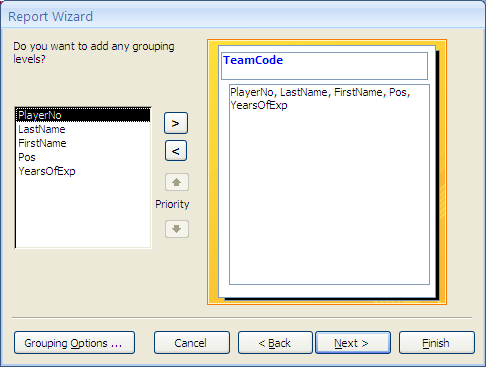 Report Wizard
Do you want to add any grouping
levels?
PlayerNo
LastName
FirstName
Pos
YearsOfExp
>
<
Priority
TeamCode
PlayerNo, LastName, FirstName, Pos,
YearsOfExp
Grouping Options ...
Cancel
< Back
Next >
Finish